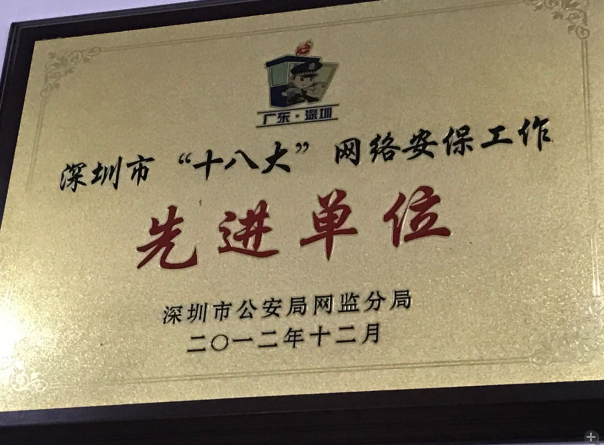 广东·深圳
深圳市“十八大”网络安保工作
先进单位
深圳市公安局网监分局
二〇一二年十二月